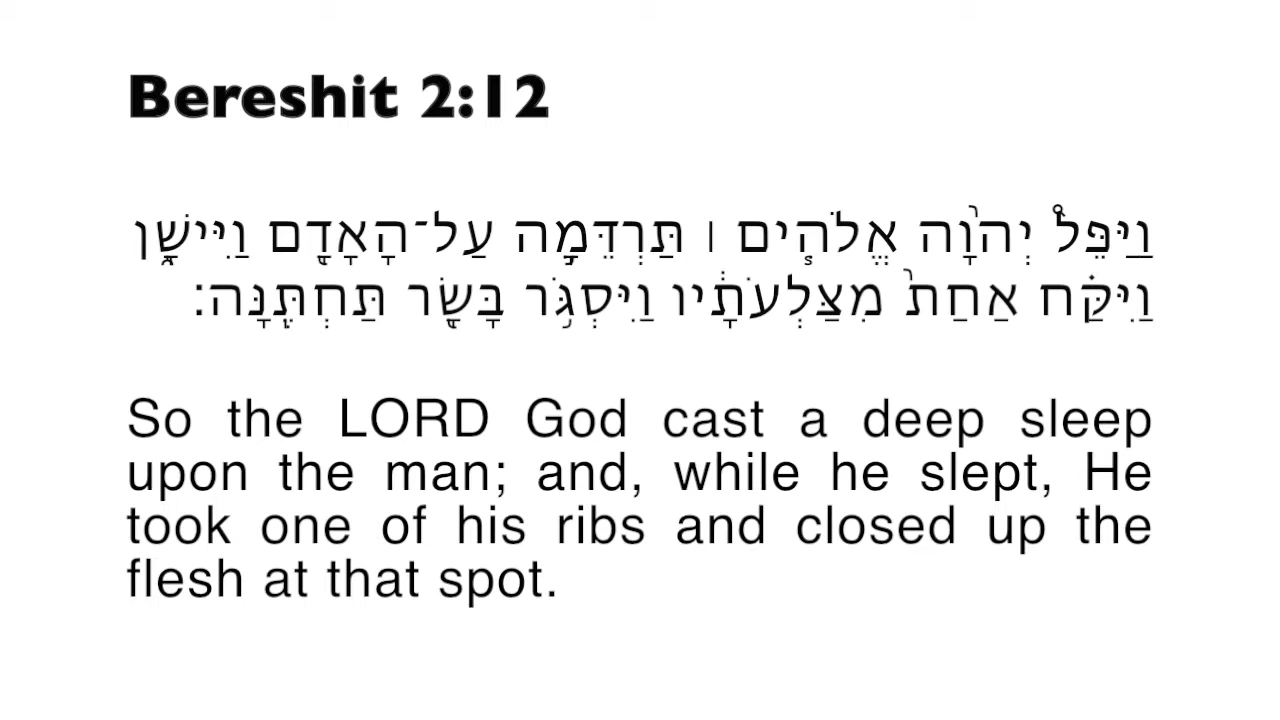 Bereshit 2:12
וַיַּפֵּל֩ יְהֹוָ֨ה אֱלֹהִ֧ים ׀ תַּרְדֵּמָ֛ה עַל־הָאָדָ֖ם וַיִּישָׁ֑ן
וַיִּקַּ֗ח אַחַת֙ מִצַּלְעֹתָ֔יו וַיִּסְגֹּ֥ר בָּשָׂ֖ר תַּחְתֶּֽנָּה׃
So the LORD God cast a deep sleep
upon the man; and, while he slept, He
took one of his ribs and closed up the
flesh at that spot.